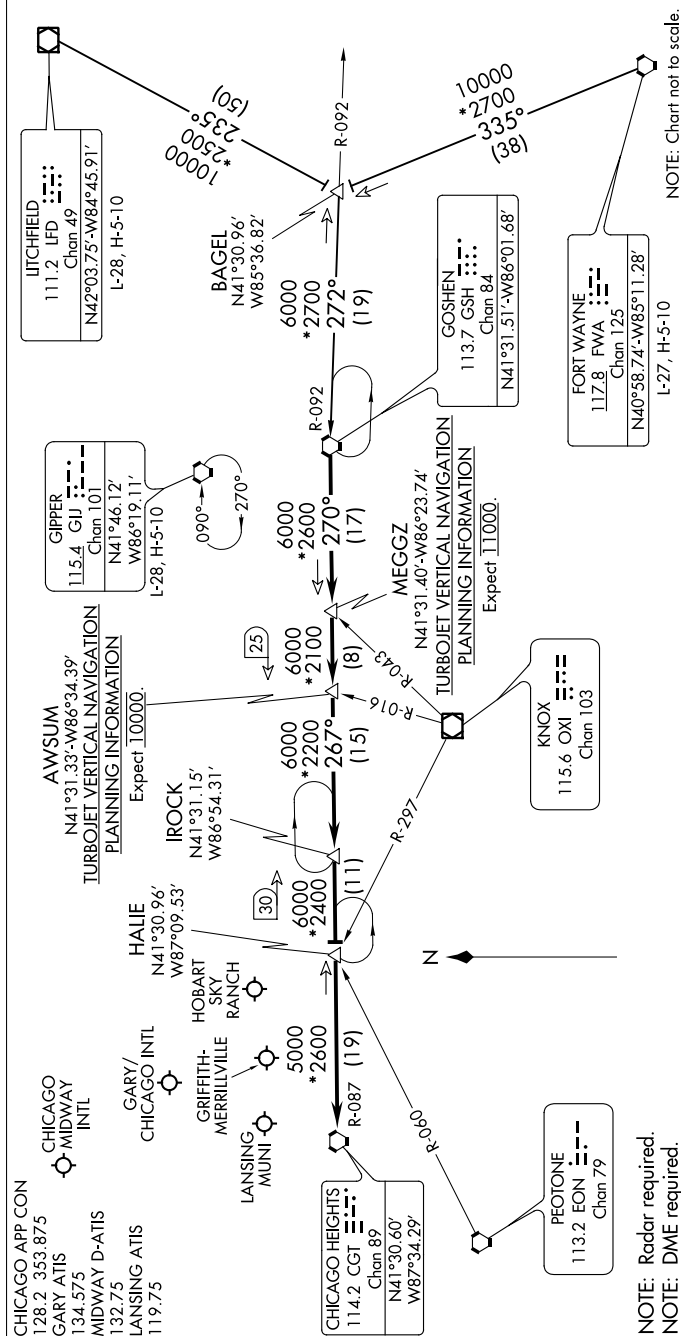 CHICAGO APP CON
128.2 353.875
GARY ATIS
134.575
MIDWAY D-ATIS
132.75
LANSING ATIS
119.75
CHICAGO
MIDWAY
INTL
GARY/
CHICAGO INTL
GRIFFITH-
MERRILLVILLE
LANSING
MUNI
HOBART
SKY
RANCH
CHICAGO HEIGHTS
114.2 CGT
Chan 89
N41°30.60'
W87°34.29'
R-087
5000
*2600
(19)
HALIE
N41°30.96'
W87°09.53'
30
6000
*2400
(11)
IROCK
N41°31.15'
W86°54.31'
AWSUM
N41°31.33'-W86°34.39'
TURBOJET VERTICAL NAVIGATION
PLANNING INFORMATION
Expect 10000.
6000
*2200
267°
(15)
25
6000
*2100
(8)
MEGGZ
N41°31.40'-W86°23.74'
TURBOJET VERTICAL NAVIGATION
PLANNING INFORMATION
Expect 11000.
GIPPER
115.4 GIJ
Chan 101
N41°46.12'
W86°19.11'
L-28, H-5-10
090°
270°
6000
*2600
270°
(17)
GOSHEN
113.7 GSH
Chan 84
N41°31.51'-W86°01.68'
R-092
6000
*2700
272°
(19)
BAGEL
N41°30.96'
W85°36.82'
R-092
LITCHFIELD
111.2 LFD
Chan 49
N42°03.75'-W84°45.91'
L-28, H-5-10
10000
*2500
235°
(50)
10000
*2700
335°
(38)
FORT WAYNE
117.8 FWA
Chan 125
N40°58.74'-W85°11.28'
L-27, H-5-10
KNOX
115.6 OXI
Chan 103
R-043
R-016
R-297
N
PEOTONE
113.2 EON
Chan 79
R-060
NOTE: Radar required.
NOTE: DME required.
NOTE: Chart not to scale.